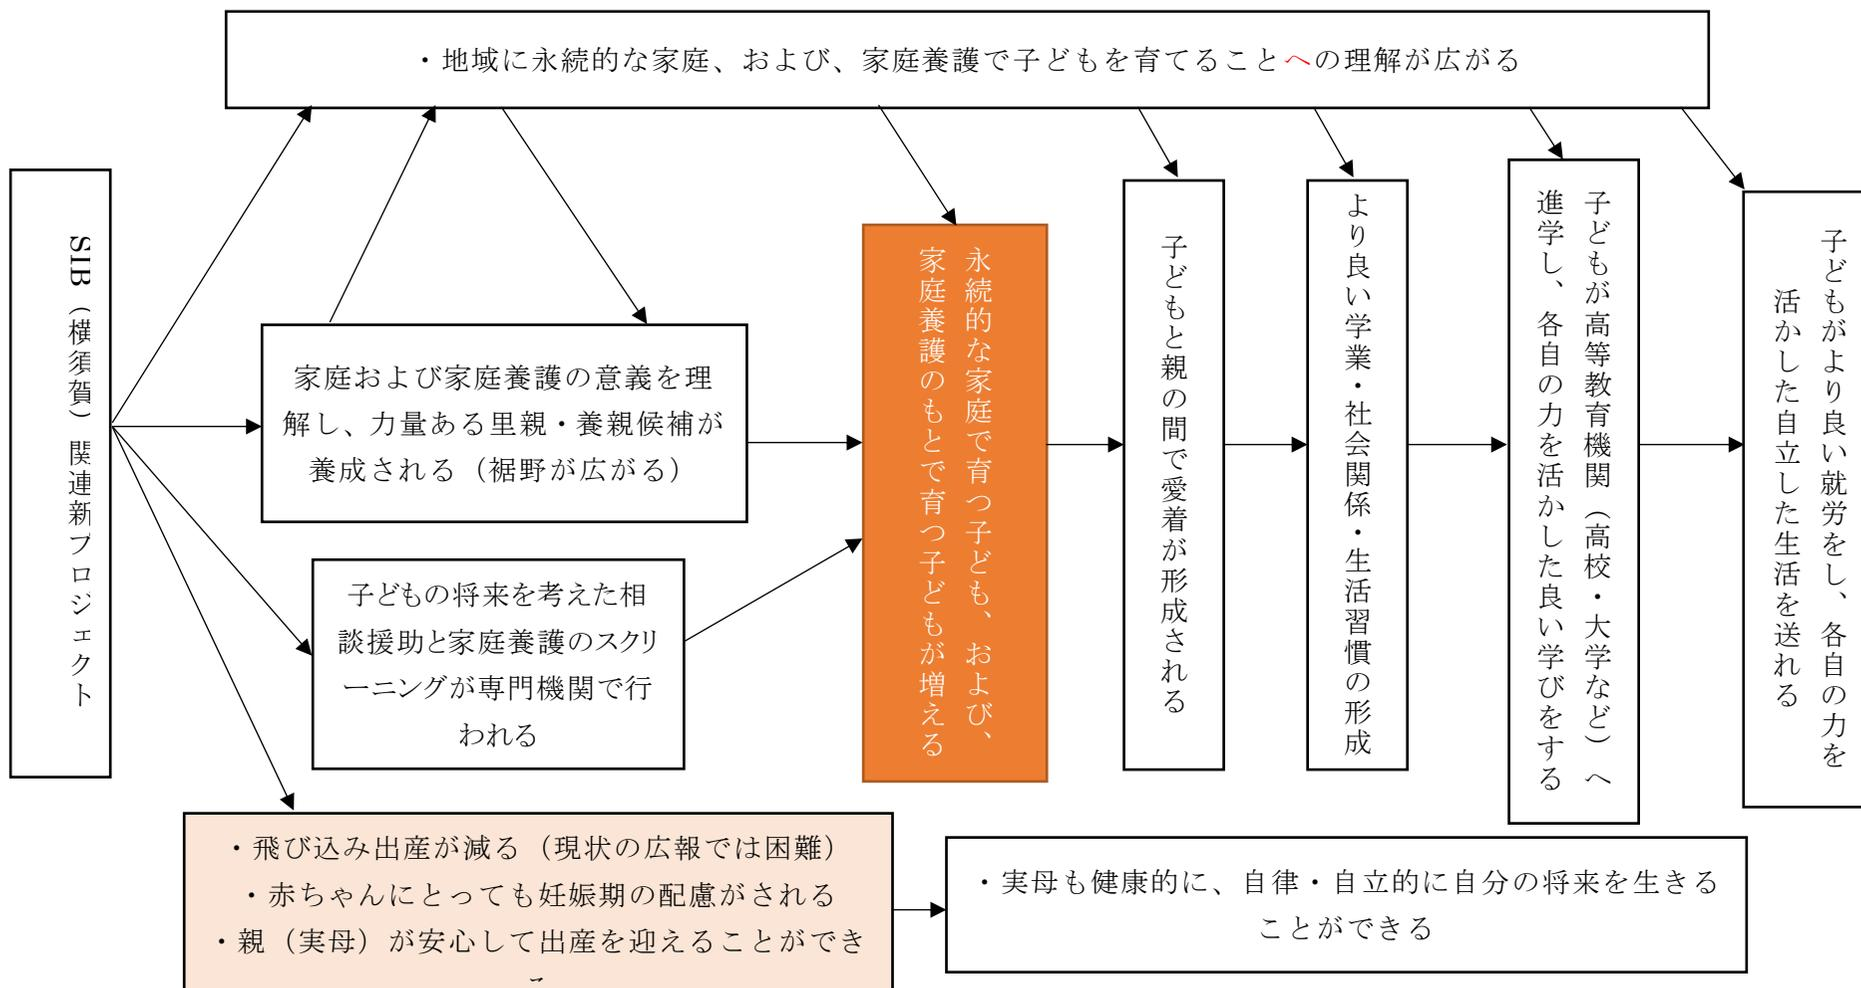 ・地域に永続的な家庭、および、家庭養護で子どもを育てることへの理解が広がる
SIB（横須賀）関連新プロジェクト
家庭および家庭養護の意義を理
解し、力量ある里親・養親候補が
養成される（裾野が広がる）
子どもの将来を考えた相
談援助と家庭養護のスクリ
ーニングが専門機関で行
われる
永続的な家庭で育つ子ども、および、
家庭養護のもとで育つ子どもが増える
子どもと親の間で愛着が形成される
より良い学業・社会関係・生活習慣の形成
子どもが高等教育機関（高校・大学など）へ
進学し、各自の力を活かした良い学びをする
子どもがより良い就労をし、各自の力を
活かした自立した生活を送れる
・飛び込み出産が減る（現状の広報では困難）
・赤ちゃんにとっても妊娠期の配慮がされる
・親（実母）が安心して出産を迎えることができ
・実母も健康的に、自律・自立的に自分の将来を生きる
ことができる